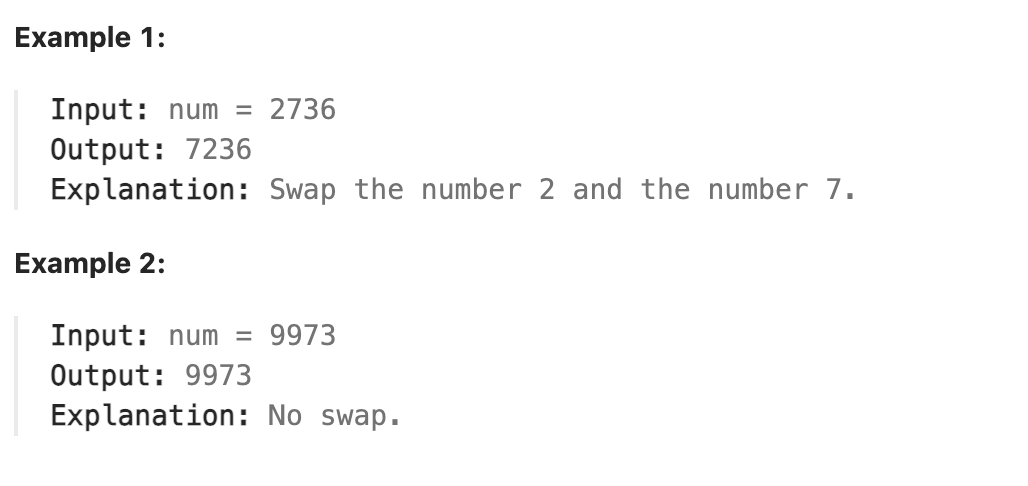 Example 1:
Input: num = 2736
Output: 7236
Explanation: Swap the number 2 and the number 7.
Example 2:
Input: num = 9973
Output: 9973
Explanation: No swap.